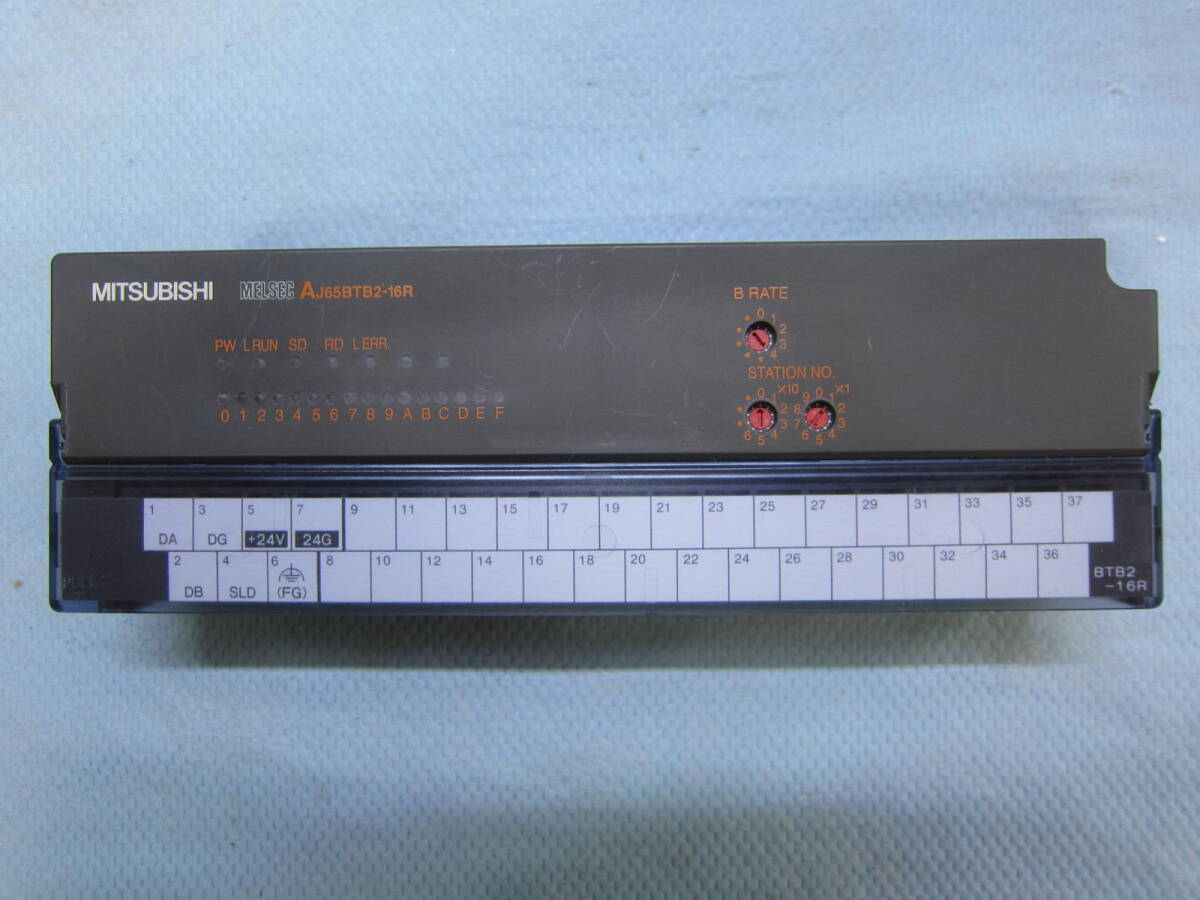 MITSUBISHI MELSEC AJ65BTB2-16R
B RATE
0 1 2 3 4
PW L RUN SD RD L ERR.
STATION NO.
0 1 2 3 4 5 6 ×10
0 1 2 3 4 5 6 7 8 9 ×1
0 1 2 3 4 5 6 7 8 9 A B C D E F
1 3 5 7 9 11 13 15 17 19 21 23 25 27 29 31 33 35 37
DA DG +24V 24G
2 4 6 8 10 12 14 16 18 20 22 24 26 28 30 32 34 36
DB SLD (FG)
BTB2
-16R